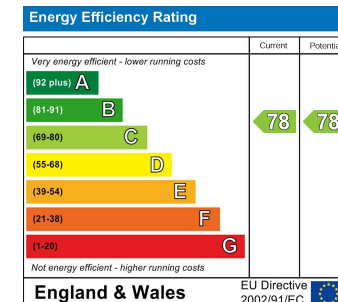 Energy Efficiency Rating
Current
Very energy efficient - lower running costs
(92 plus) A
(81-91) B
(69-80) C
78 78
(55-68) D
(39-54) E
(21-38) F
(1-20) G
Not energy efficient - higher running costs
England & Wales
EU Directive
2002/91/EC